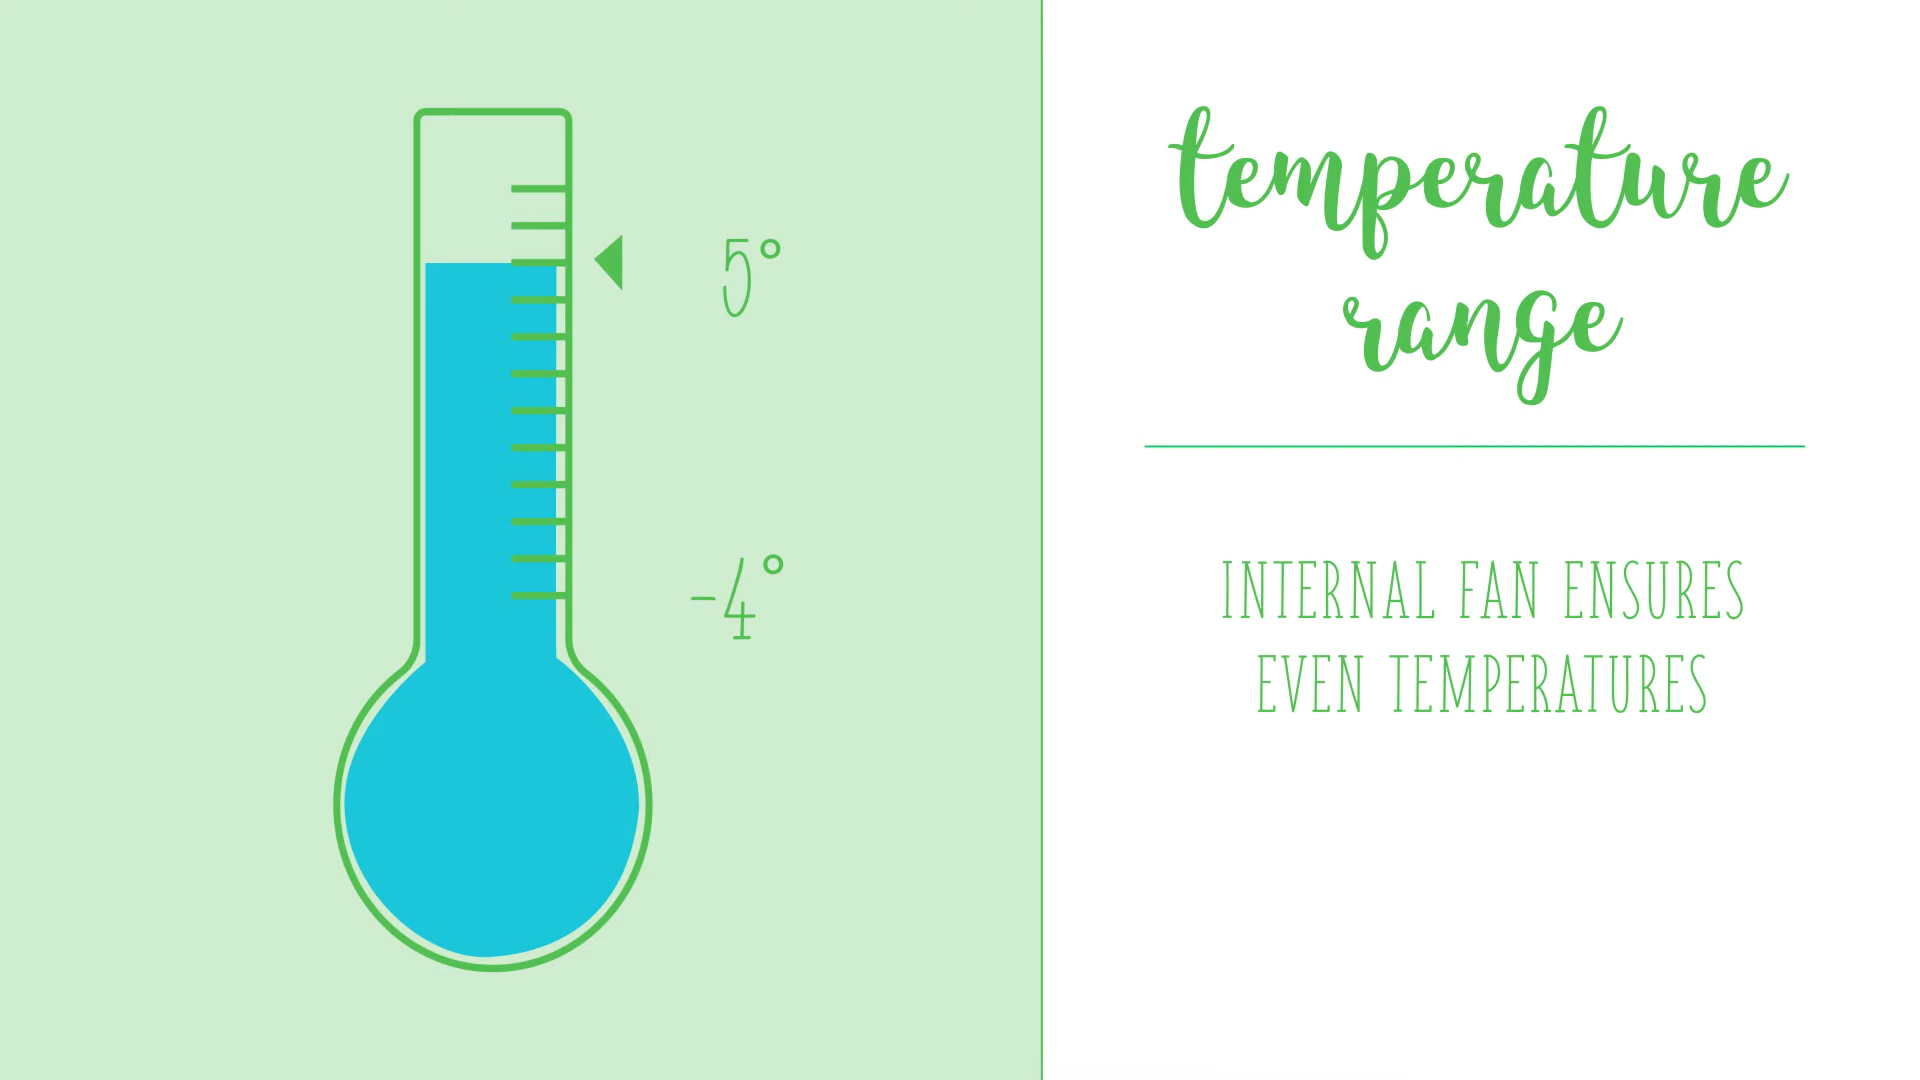 5°
-4°
temperature
range
INTERNAL FAN ENSURES
EVEN TEMPERATURES